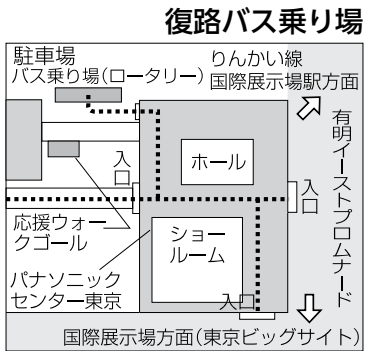 復路バス乗り場
駐車場
バス乗り場(ロータリー)
りんかい線
国際展示場駅方面
有明イーストプロムナード
ホール
入口
入口
応援ウォー
クゴール
ショー
ルーム
パナソニック
センター東京
入口
国際展示場方面(東京ビッグサイト)